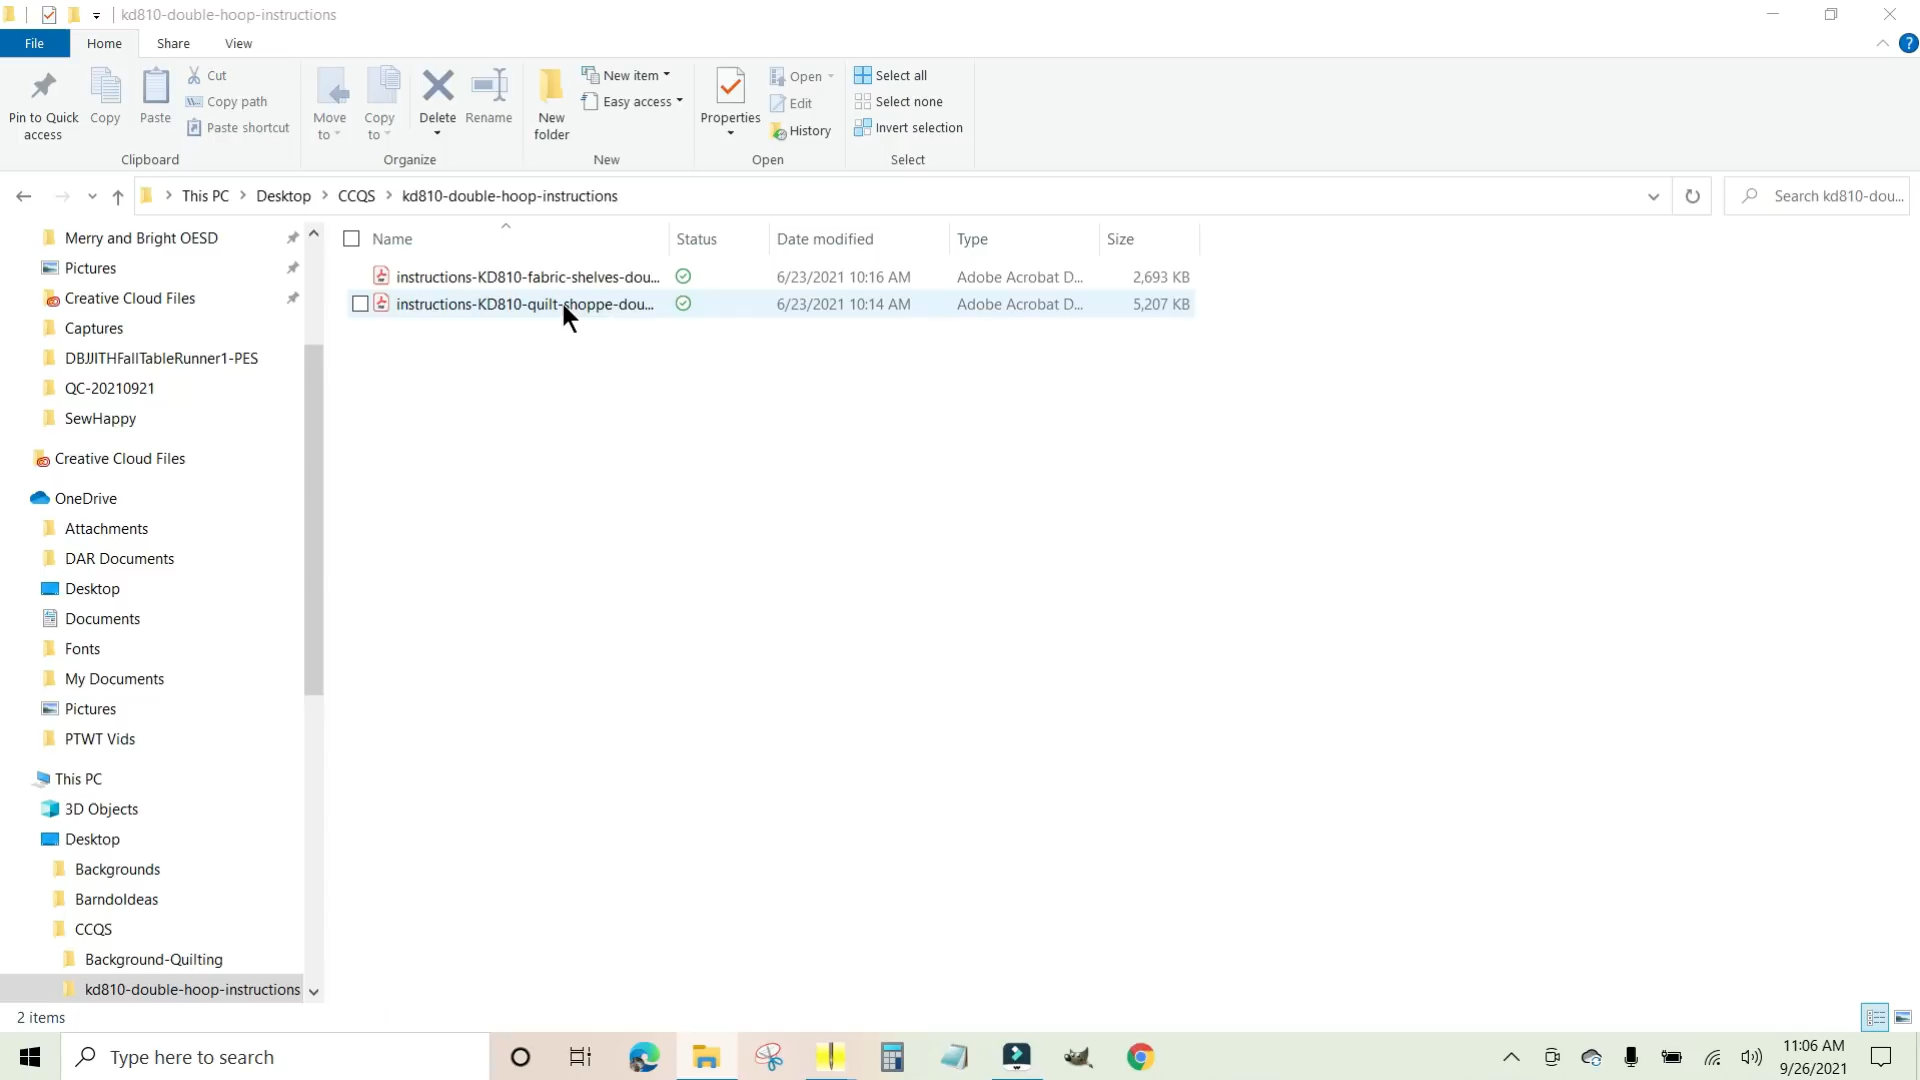 kd810-double-hoop-instructions
File Home Share View
Pin to Quick access
Copy
Paste
Cut
Copy path
Paste shortcut
Clipboard
Move to
Copy to
Delete
Rename
Organize
New folder
New item
Easy access
New
Properties
Open
Edit
History
Open
Select all
Select none
Invert selection
Select
This PC > Desktop > CCQS > kd810-double-hoop-instructions
Search kd810-dou...
Name Status Date modified Type Size
instructions-KD810-fabric-shelves-dou... 6/23/2021 10:16 AM Adobe Acrobat D... 2,693 KB
instructions-KD810-quilt-shoppe-dou... 6/23/2021 10:14 AM Adobe Acrobat D... 5,207 KB
Merry and Bright OESD
Pictures
Creative Cloud Files
Captures
DBJJITHFallTableRunner1-PES
QC-20210921
SewHappy
Creative Cloud Files
OneDrive
Attachments
DAR Documents
Desktop
Documents
Fonts
My Documents
Pictures
PTWT Vids
This PC
3D Objects
Desktop
Backgrounds
BarndoIdeas
CCQS
Background-Quilting
kd810-double-hoop-instructions
2 items
Type here to search
11:06 AM
9/26/2021